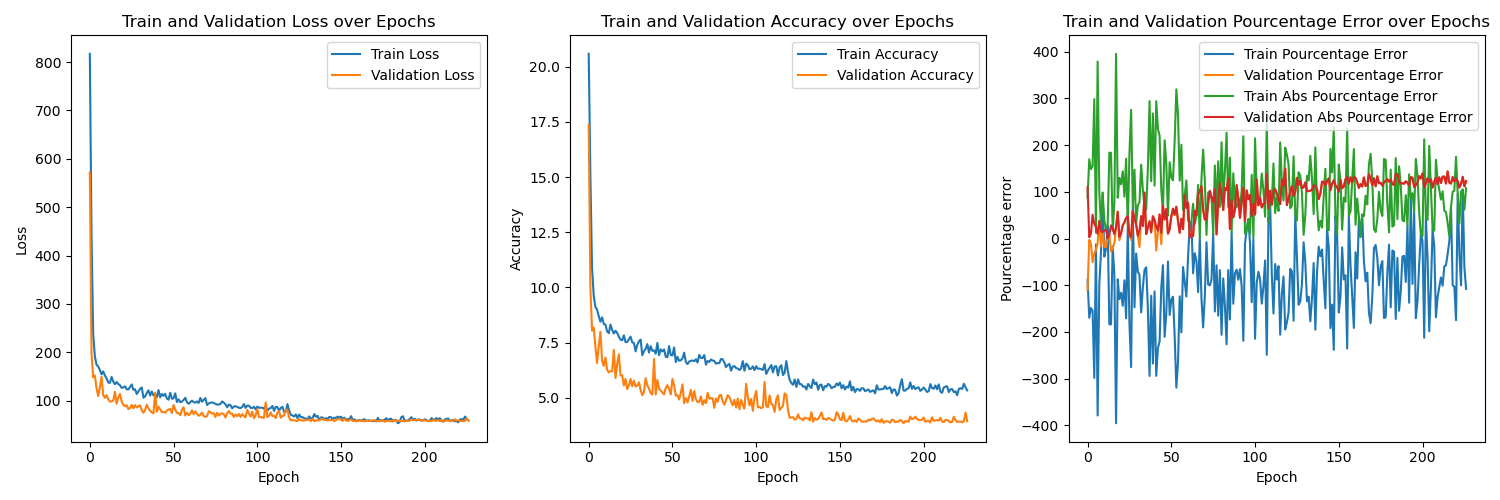 Train and Validation Loss over Epochs
Train Loss
Validation Loss
800
700
600
500
400
300
200
100
Loss
0
50
100
150
200
Epoch
Train and Validation Accuracy over Epochs
Train Accuracy
Validation Accuracy
20.0
17.5
15.0
12.5
10.0
7.5
5.0
Accuracy
0
50
100
150
200
Epoch
Train and Validation Pourcentage Error over Epochs
Train Pourcentage Error
Validation Pourcentage Error
Train Abs Pourcentage Error
Validation Abs Pourcentage Error
400
300
200
100
0
−100
−200
−300
−400
Pourcentage error
0
50
100
150
200
Epoch